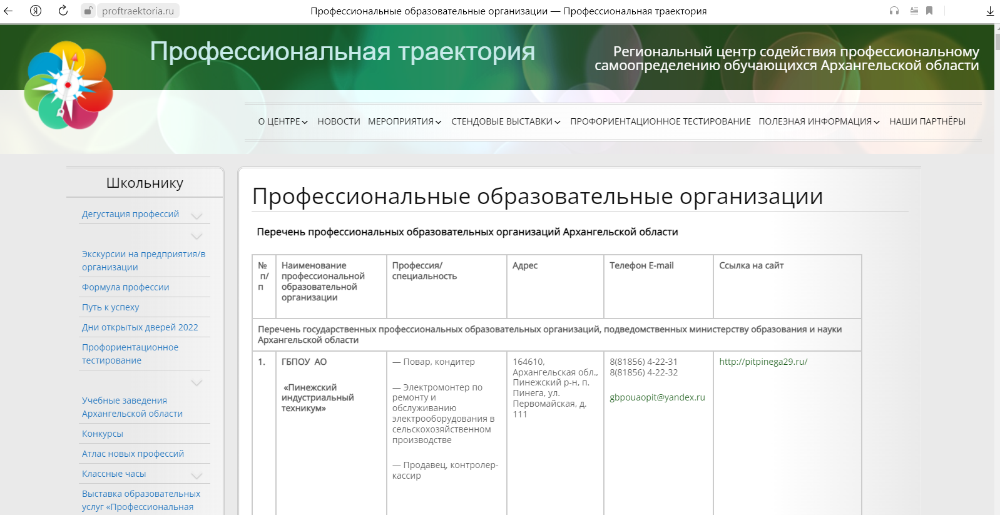 proftraektoria.ru
Профессиональные образовательные организации — Профессиональная траектория
Профессиональная траектория
Региональный центр содействия профессиональному
самоопределению обучающихся Архангельской области
О ЦЕНТРЕ НОВОСТИ МЕРОПРИЯТИЯ СТЕНДОВЫЕ ВЫСТАВКИ ПРОФОРИЕНТАЦИОННОЕ ТЕСТИРОВАНИЕ ПОЛЕЗНАЯ ИНФОРМАЦИЯ НАШИ ПАРТНЁРЫ
Школьнику
Дегустация профессий
Экскурсии на предприятия/в
организации
Формула профессии
Путь к успеху
Дни открытых дверей 2022
Профориентационное
тестирование
Учебные заведения
Архангельской области
Конкурсы
Атлас новых профессий
Классные часы
Выставка образовательных
услуг «Профессиональная
Профессиональные образовательные организации
Перечень профессиональных образовательных организаций Архангельской области
№
п/
п
Наименование
профессиональной
образовательной
организации
Профессия/
специальность
Адрес
Телефон E-mail
Ссылка на сайт
Перечень государственных профессиональных образовательных организаций, подведомственных министерству образования и науки
Архангельской области
1.
ГБПОУ АО
«Пинежский
индустриальный
техникум»
— Повар, кондитер
— Электромонтер по
ремонту и
обслуживанию
электрооборудования в
сельскохозяйственном
производстве
— Продавец, контролер-
кассир
164610,
Архангельская обл.,
Пинежский р-н, п.
Пинега, ул.
Первомайская, д.
111
8(81856) 4-22-31
8(81856) 4-22-32
gbpouaopit@yandex.ru
http://pitpinega29.ru/